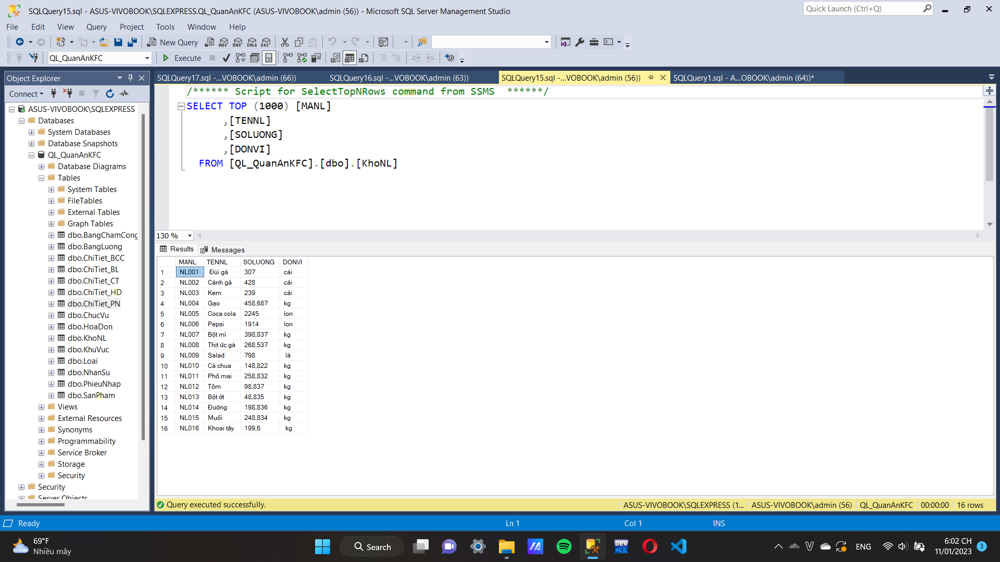 SQLQuery15.sql - ASUS-VIVOBOOK\SQLEXPRESS.QL_QuanAnKFC (ASUS-VIVOBOOK\admin (56)) - Microsoft SQL Server Management Studio
Quick Launch (Ctrl+Q)
File Edit View Query Project Tools Window Help
New Query MDX DMX XMLA DAX
QL_QuanAnKFC Execute
Object Explorer
SQLQuery17.sql -...VOBOOK\admin (66)) SQLQuery16.sql -...VOBOOK\admin (63)) SQLQuery15.sql -...VOBOOK\admin (56)) SQLQuery1.sql - A...OBOOK\admin (64))*
Connect
ASUS-VIVOBOOK\SQLEXPRESS
Databases
System Databases
Database Snapshots
QL_QuanAnKFC
Database Diagrams
Tables
System Tables
FileTables
External Tables
Graph Tables
dbo.BangChamCong
dbo.BangLuong
dbo.ChiTiet_BCC
dbo.ChiTiet_BL
dbo.ChiTiet_CT
dbo.ChiTiet_HD
dbo.ChiTiet_PN
dbo.ChucVu
dbo.HoaDon
dbo.KhoNL
dbo.KhuVuc
dbo.Loai
dbo.NhanSu
dbo.PhieuNhap
dbo.SanPham
Views
External Resources
Synonyms
Programmability
Service Broker
Storage
Security
Security
Server Objects
/****** Script for SelectTopNRows command from SSMS ******/
SELECT TOP (1000) [MANL]
,[TENNL]
,[SOLUONG]
,[DONVI]
FROM [QL_QuanAnKFC].[dbo].[KhoNL]
130 %
Results Messages
MANL TENNL SOLUONG DONVI
1 NL001 Đùi gà 307 cái
2 NL002 Cánh gà 428 cái
3 NL003 Kem 239 cái
4 NL004 Gạo 458,687 kg
5 NL005 Coca cola 2245 lon
6 NL006 Pepsi 1914 lon
7 NL007 Bột mì 398,837 kg
8 NL008 Thịt ức gà 268,537 kg
9 NL009 Salad 798 lá
10 NL010 Cà chua 148,822 kg
11 NL011 Phô mai 258,832 kg
12 NL012 Tôm 98,837 kg
13 NL013 Bột ớt 48,835 kg
14 NL014 Đường 198,836 kg
15 NL015 Muối 248,834 kg
16 NL016 Khoai tây 199,6 kg
Query executed successfully. ASUS-VIVOBOOK\SQLEXPRESS (1... ASUS-VIVOBOOK\admin (56) QL_QuanAnKFC 00:00:00 16 rows
Ready Ln 1 Col 1 INS
69°F
Nhiều mây
Search
DEV C++
ENG
6:02 CH
11/01/2023
3